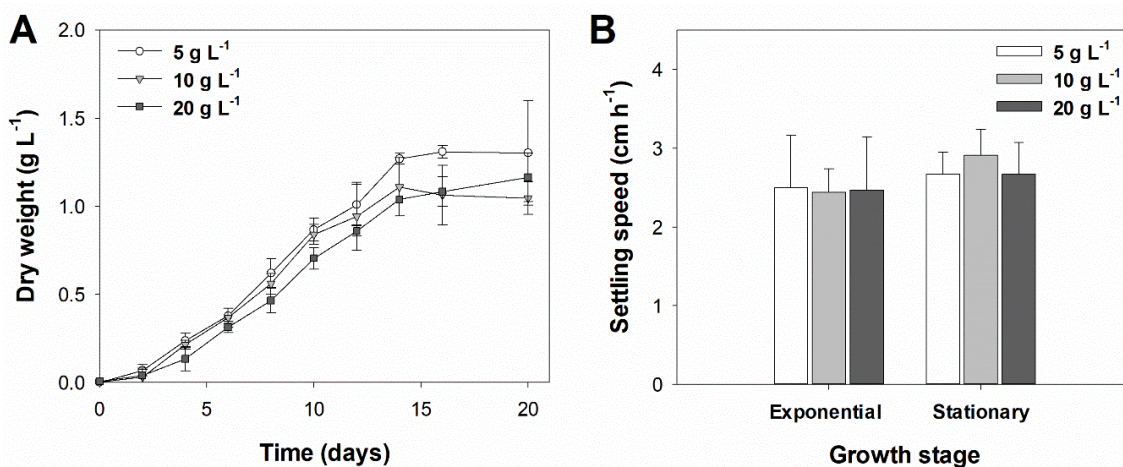 A
2.0
1.5
1.0
0.5
0.0
Dry weight (g L⁻¹)
5 g L⁻¹
10 g L⁻¹
20 g L⁻¹
0 5 10 15 20
Time (days)
B
4
3
2
1
0
Settling speed (cm h⁻¹)
5 g L⁻¹
10 g L⁻¹
20 g L⁻¹
Exponential Stationary
Growth stage